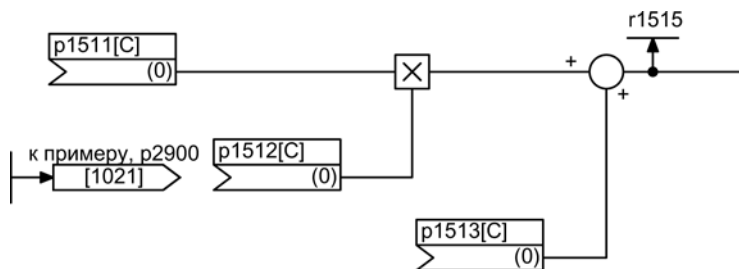 r1515
p1511[C]
(0)
×
+
+
к примеру, p2900
[1021]
p1512[C]
(0)
p1513[C]
(0)